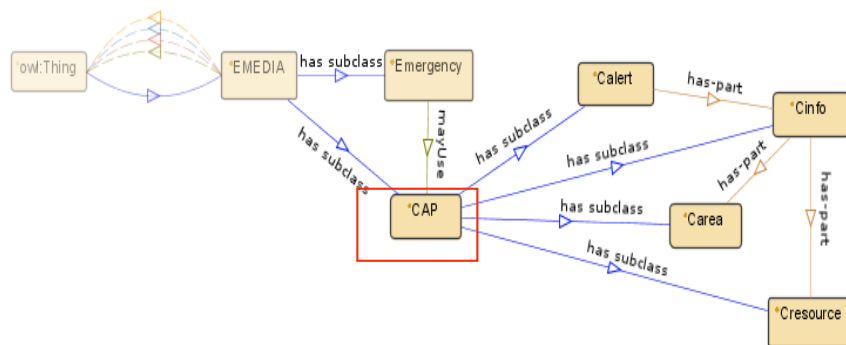 *owl:Thing
*EMEDIA
has subclass
*Emergency
has subclass
mayUse
*CAP
has subclass
*Calert
has-part
*Cinfo
has subclass
has-part
has subclass
*Carea
has-part
has subclass
*Cresource